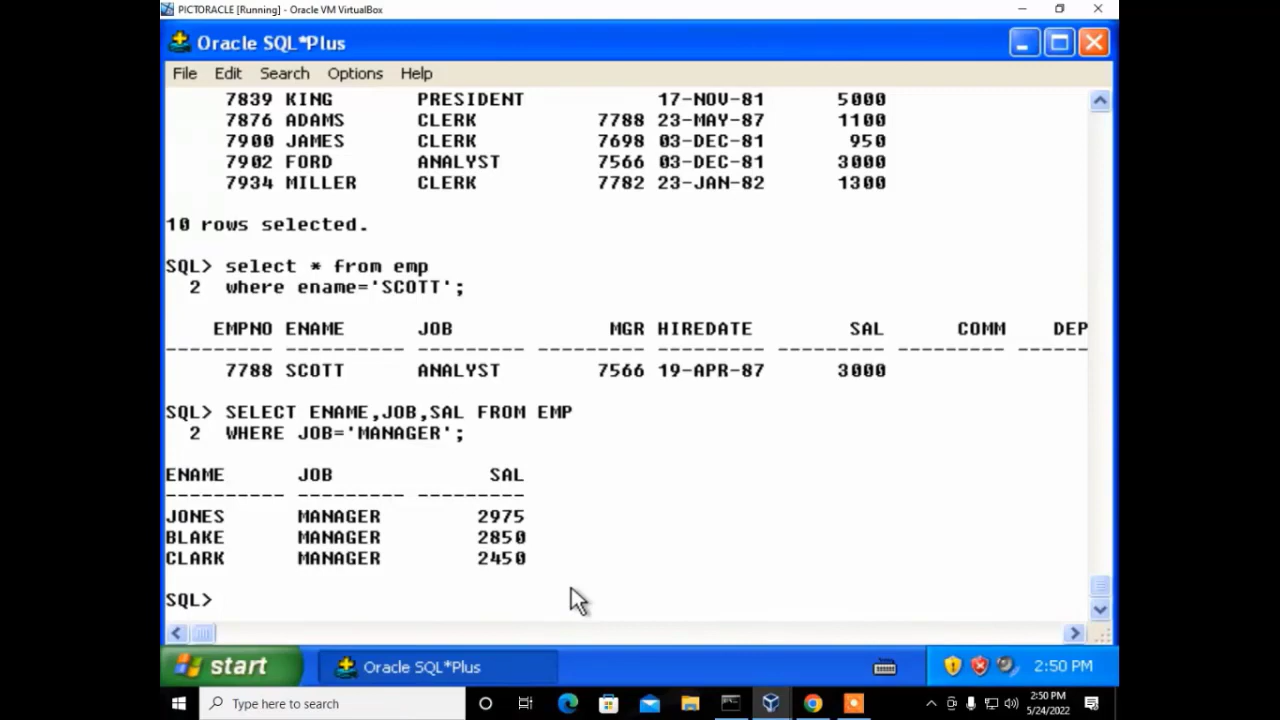 PICTORACLE [Running] - Oracle VM VirtualBox
Oracle SQL*Plus
File Edit Search Options Help
7839 KING PRESIDENT 17-NOV-81 5000
7876 ADAMS CLERK 7788 23-MAY-87 1100
7900 JAMES CLERK 7698 03-DEC-81 950
7902 FORD ANALYST 7566 03-DEC-81 3000
7934 MILLER CLERK 7782 23-JAN-82 1300
10 rows selected.
SQL> select * from emp
2 where ename='SCOTT';
EMPNO ENAME JOB MGR HIREDATE SAL COMM DEP
---------- ---------- --------- ---------- --------- ---------- ---------- ------
7788 SCOTT ANALYST 7566 19-APR-87 3000
SQL> SELECT ENAME,JOB,SAL FROM EMP
2 WHERE JOB='MANAGER';
ENAME JOB SAL
---------- --------- ----------
JONES MANAGER 2975
BLAKE MANAGER 2850
CLARK MANAGER 2450
SQL>
start Oracle SQL*Plus 2:50 PM
Type here to search 2:50 PM
5/24/2022